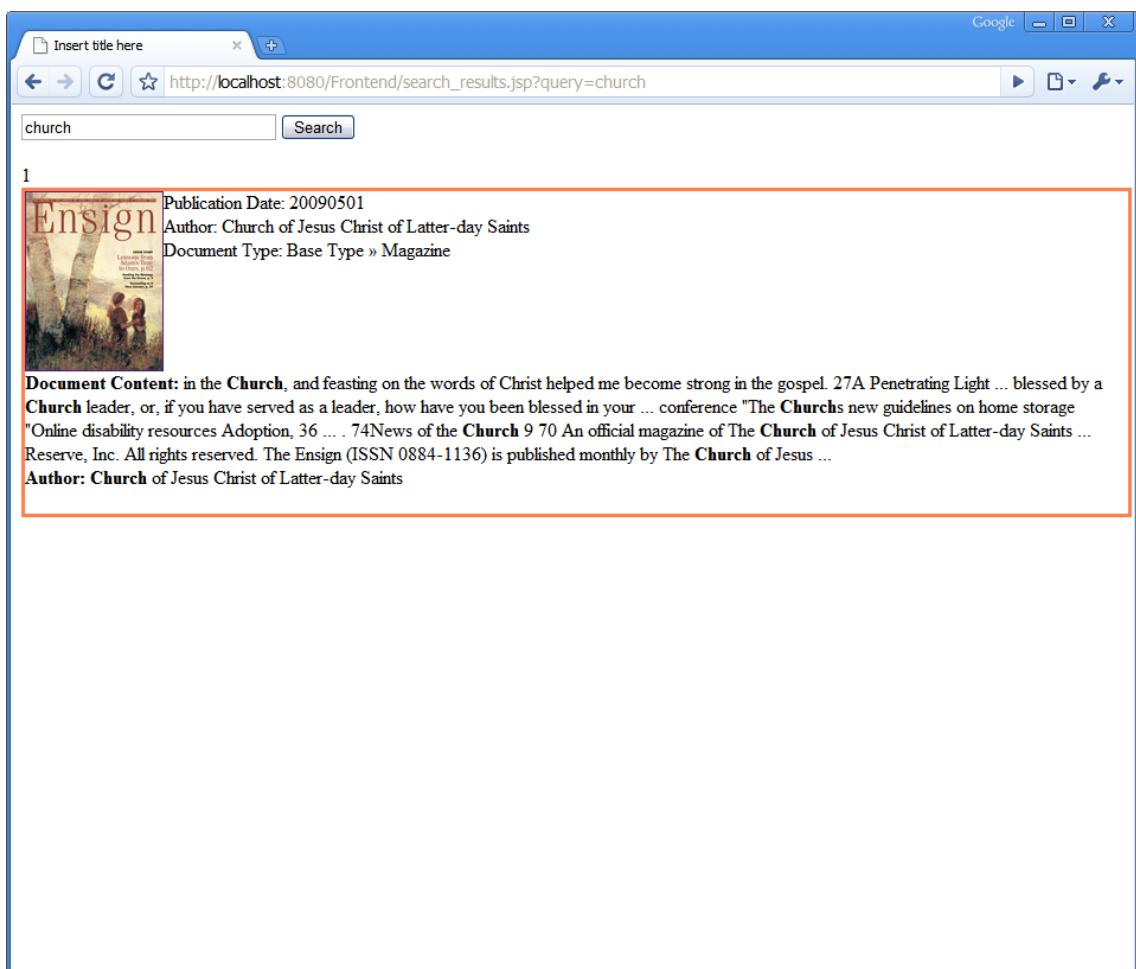 Google
Insert title here
http://localhost:8080/Frontend/search_results.jsp?query=church
church Search
1
Ensign
Publication Date: 20090501
Author: Church of Jesus Christ of Latter-day Saints
Document Type: Base Type » Magazine
Document Content: in the Church, and feasting on the words of Christ helped me become strong in the gospel. 27A Penetrating Light ... blessed by a
Church leader, or, if you have served as a leader, how have you been blessed in your ... conference "The Churchs new guidelines on home storage
"Online disability resources Adoption, 36 ... . 74News of the Church 9 70 An official magazine of The Church of Jesus Christ of Latter-day Saints ...
Reserve, Inc. All rights reserved. The Ensign (ISSN 0884-1136) is published monthly by The Church of Jesus ...
Author: Church of Jesus Christ of Latter-day Saints